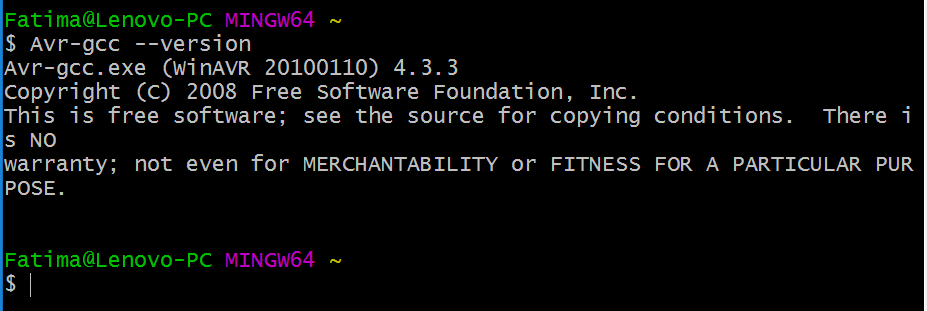 Fatima@Lenovo-PC MINGW64 ~
$ Avr-gcc --version
Avr-gcc.exe (WinAVR 20100110) 4.3.3
Copyright (C) 2008 Free Software Foundation, Inc.
This is free software; see the source for copying conditions.  There i
s NO
warranty; not even for MERCHANTABILITY or FITNESS FOR A PARTICULAR PUR
POSE.
Fatima@Lenovo-PC MINGW64 ~
$